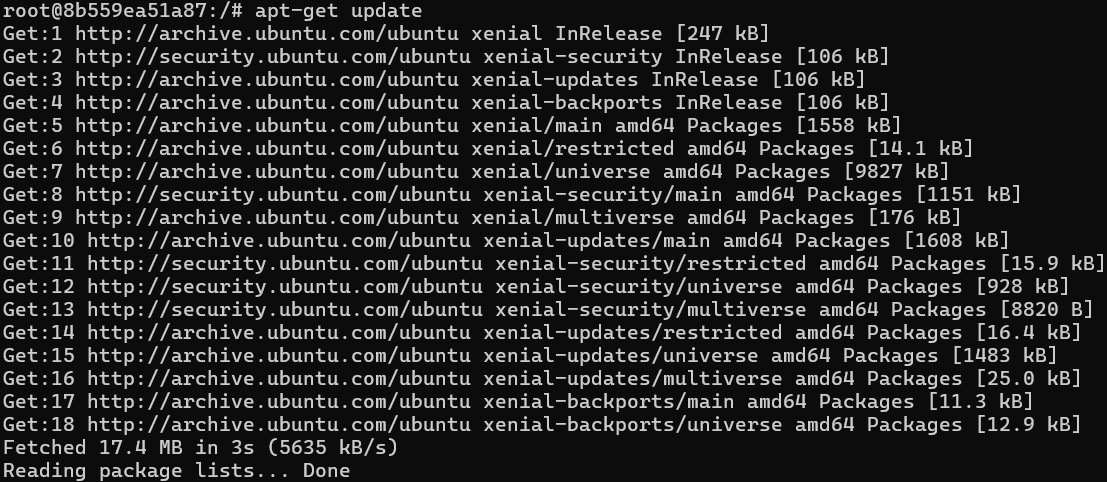 root@8b559ea51a87:/# apt-get update
Get:1 http://archive.ubuntu.com/ubuntu xenial InRelease [247 kB]
Get:2 http://security.ubuntu.com/ubuntu xenial-security InRelease [106 kB]
Get:3 http://archive.ubuntu.com/ubuntu xenial-updates InRelease [106 kB]
Get:4 http://archive.ubuntu.com/ubuntu xenial-backports InRelease [106 kB]
Get:5 http://archive.ubuntu.com/ubuntu xenial/main amd64 Packages [1558 kB]
Get:6 http://archive.ubuntu.com/ubuntu xenial/restricted amd64 Packages [14.1 kB]
Get:7 http://archive.ubuntu.com/ubuntu xenial/universe amd64 Packages [9827 kB]
Get:8 http://security.ubuntu.com/ubuntu xenial-security/main amd64 Packages [1151 kB]
Get:9 http://archive.ubuntu.com/ubuntu xenial/multiverse amd64 Packages [176 kB]
Get:10 http://archive.ubuntu.com/ubuntu xenial-updates/main amd64 Packages [1608 kB]
Get:11 http://security.ubuntu.com/ubuntu xenial-security/restricted amd64 Packages [15.9 kB]
Get:12 http://security.ubuntu.com/ubuntu xenial-security/universe amd64 Packages [928 kB]
Get:13 http://security.ubuntu.com/ubuntu xenial-security/multiverse amd64 Packages [8820 B]
Get:14 http://archive.ubuntu.com/ubuntu xenial-updates/restricted amd64 Packages [16.4 kB]
Get:15 http://archive.ubuntu.com/ubuntu xenial-updates/universe amd64 Packages [1483 kB]
Get:16 http://archive.ubuntu.com/ubuntu xenial-updates/multiverse amd64 Packages [25.0 kB]
Get:17 http://archive.ubuntu.com/ubuntu xenial-backports/main amd64 Packages [11.3 kB]
Get:18 http://archive.ubuntu.com/ubuntu xenial-backports/universe amd64 Packages [12.9 kB]
Fetched 17.4 MB in 3s (5635 kB/s)
Reading package lists... Done